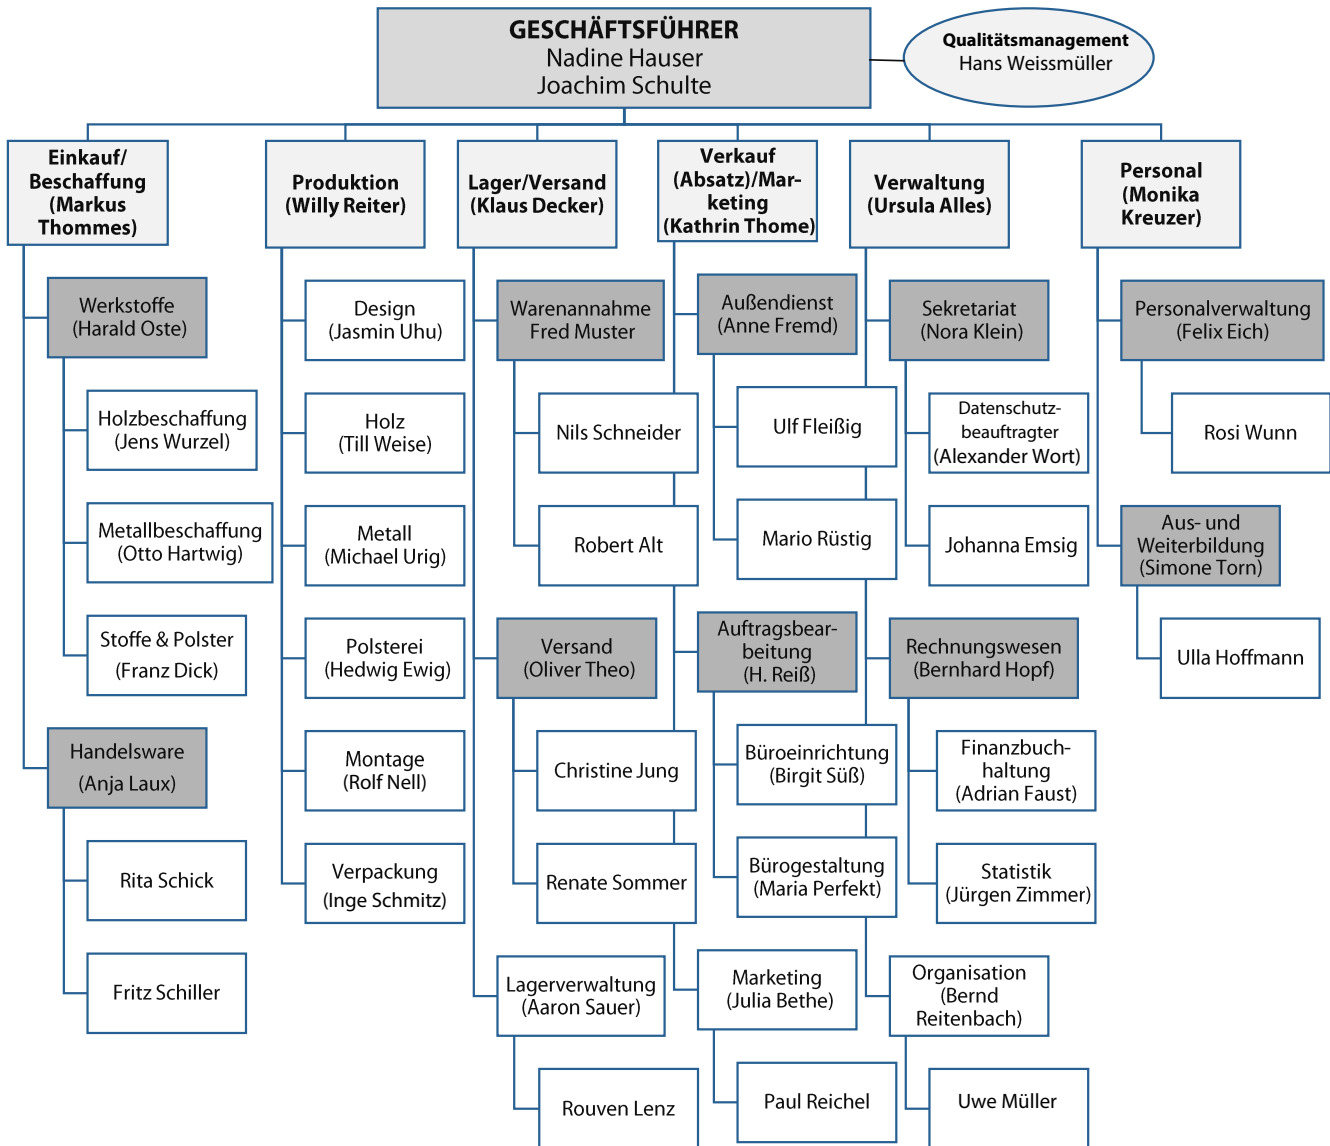 GESCHÄFTSFÜHRER
Nadine Hauser
Joachim Schulte
Qualitätsmanagement
Hans Weissmüller
Einkauf/
Beschaffung
(Markus
Thommes)
Werkstoffe
(Harald Oste)
Holzbeschaffung
(Jens Wurzel)
Metallbeschaffung
(Otto Hartwig)
Stoffe & Polster
(Franz Dick)
Handelsware
(Anja Laux)
Rita Schick
Fritz Schiller
Produktion
(Willy Reiter)
Design
(Jasmin Uhu)
Holz
(Till Weise)
Metall
(Michael Urig)
Polsterei
(Hedwig Ewig)
Montage
(Rolf Nell)
Verpackung
(Inge Schmitz)
Lager/Versand
(Klaus Decker)
Warenannahme
Fred Muster
Nils Schneider
Robert Alt
Versand
(Oliver Theo)
Christine Jung
Renate Sommer
Lagerverwaltung
(Aaron Sauer)
Rouven Lenz
Verkauf
(Absatz)/Mar-
keting
(Kathrin Thome)
Außendienst
(Anne Fremd)
Ulf Fleißig
Mario Rüstig
Auftragsbear-
beitung
(H. Reiß)
Büroeinrichtung
(Birgit Süß)
Bürogestaltung
(Maria Perfekt)
Marketing
(Julia Bethe)
Paul Reichel
Verwaltung
(Ursula Alles)
Sekretariat
(Nora Klein)
Datenschutz-
beauftragter
(Alexander Wort)
Johanna Emsig
Rechnungswesen
(Bernhard Hopf)
Finanzbuch-
haltung
(Adrian Faust)
Statistik
(Jürgen Zimmer)
Organisation
(Bernd
Reitenbach)
Uwe Müller
Personal
(Monika
Kreuzer)
Personalverwaltung
(Felix Eich)
Rosi Wunn
Aus- und
Weiterbildung
(Simone Torn)
Ulla Hoffmann